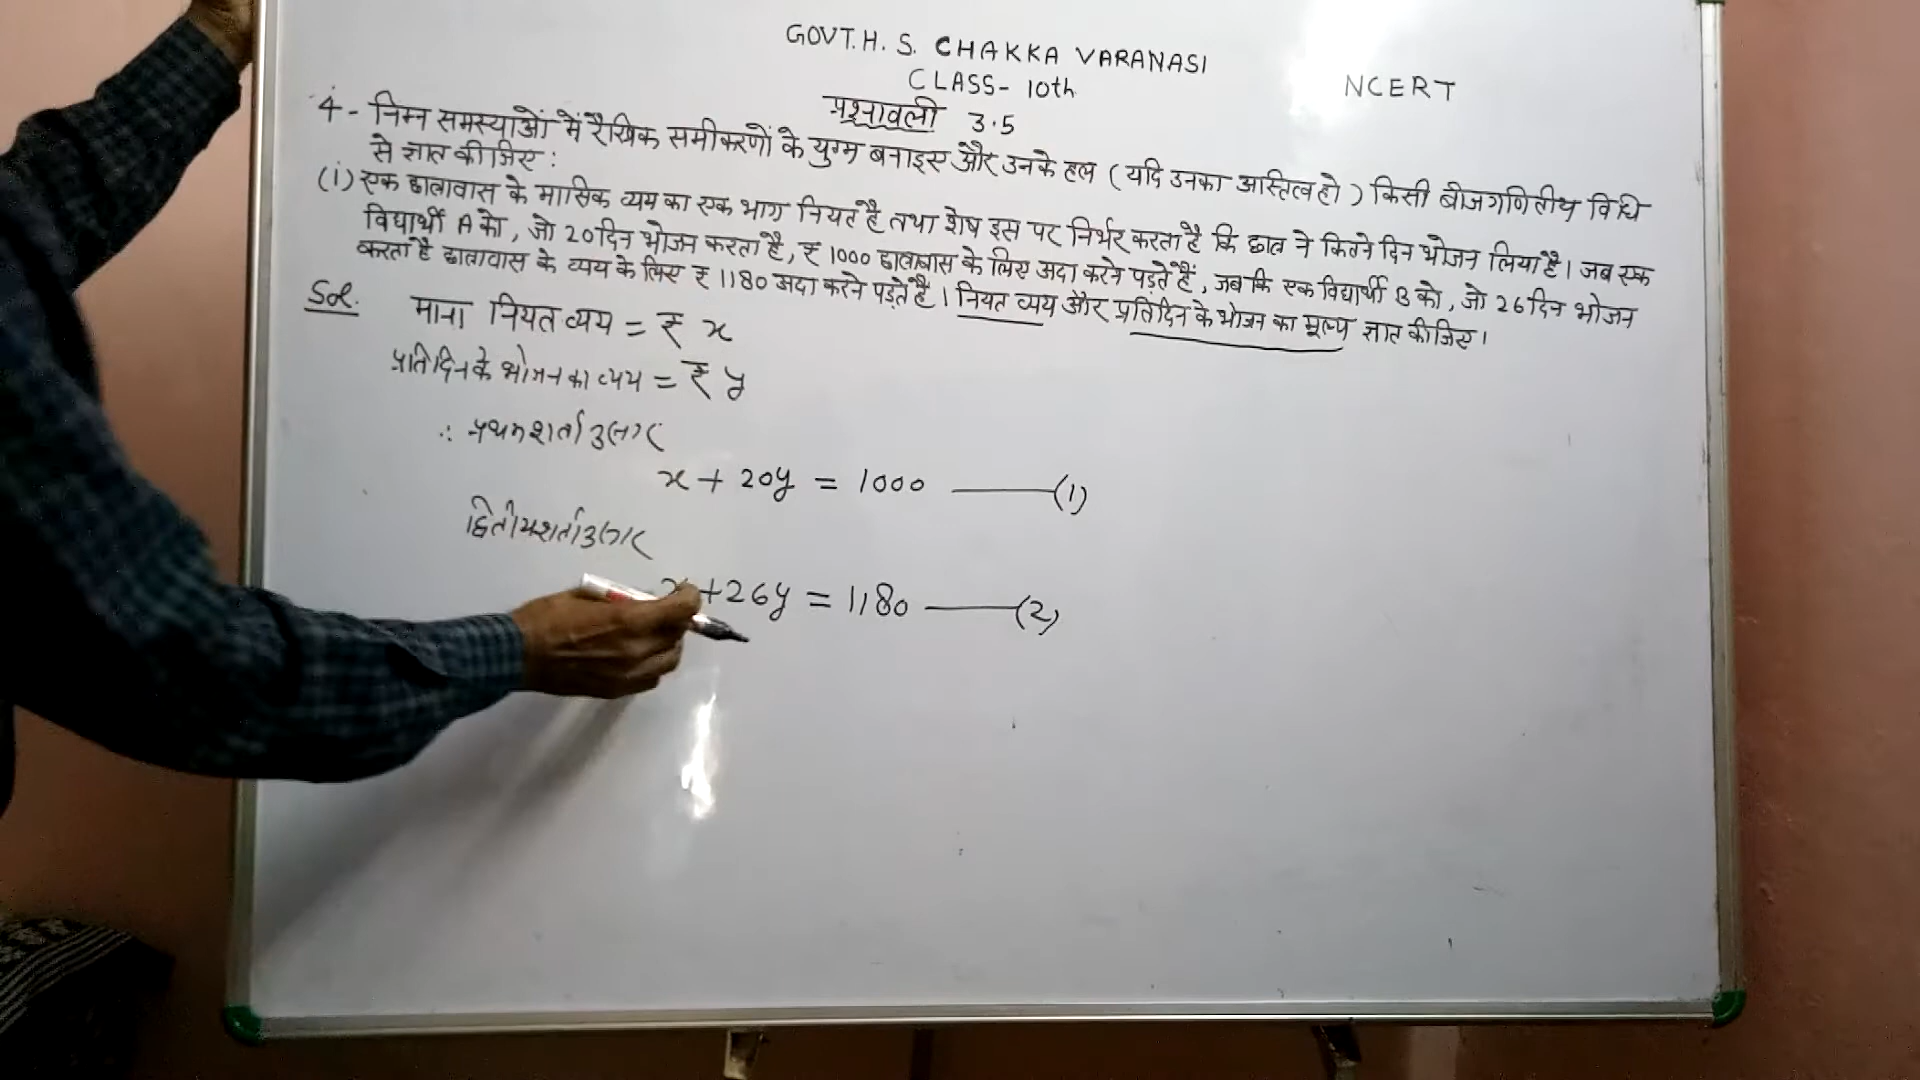 GOVT. H. S. CHAKKA VARANASI
CLASS- 10th
NCERT
प्रश्नावली 3.5
4 - निम्न समस्याओं में रैखिक समीकरणों के युग्म बनाइए और उनके हल ( यदि उनका अस्तित्व हो ) किसी बीजगणितीय विधि
से ज्ञात कीजिए :
(i) एक छात्रावास के मासिक व्यय का एक भाग नियत है तथा शेष इस पर निर्भर करता है कि छात्र ने कितने दिन भोजन लिया है। जब एक
विद्यार्थी A को, जो 20 दिन भोजन करता है, ₹ 1000 छात्रावास के लिए अदा करने पड़ते हैं, जब कि एक विद्यार्थी B को, जो 26 दिन भोजन
करता है छात्रावास के व्यय के लिए ₹ 1180 अदा करने पड़ते हैं। नियत व्यय और प्रतिदिन के भोजन का मूल्य ज्ञात कीजिए।
Sol. माना नियत व्यय = ₹ x
प्रतिदिन के भोजन का व्यय = ₹ y
∴ प्रथम शर्तानुसार
x + 20y = 1000 ———(1)
द्वितीय शर्तानुसार
x + 26y = 1180 ———(2)